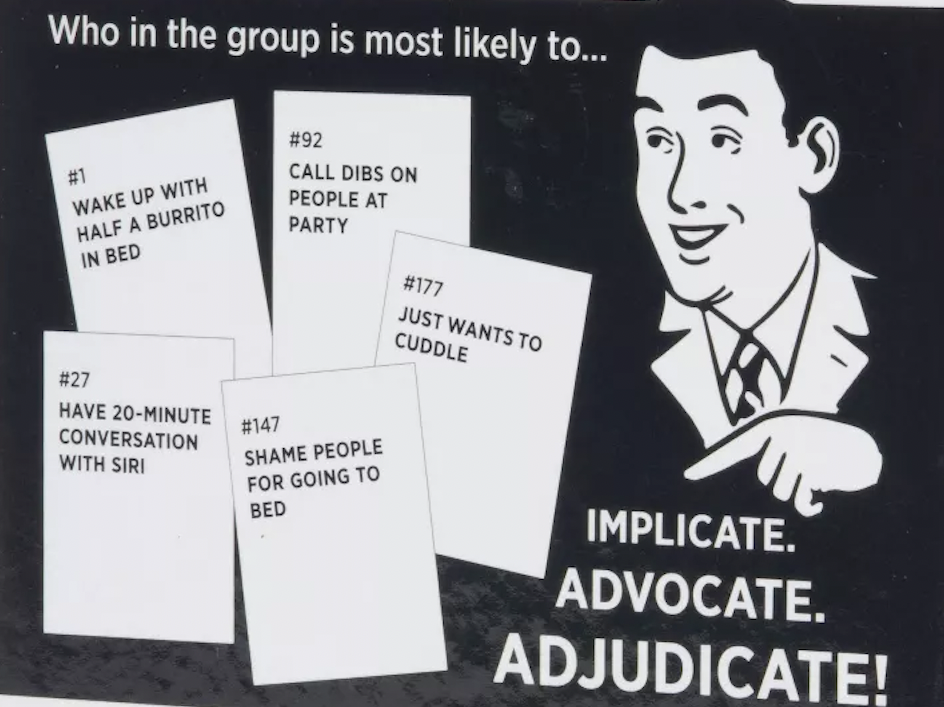 Who in the group is most likely to...
#1
WAKE UP WITH
HALF A BURRITO
IN BED
#92
CALL DIBS ON
PEOPLE AT
PARTY
#177
JUST WANTS TO
CUDDLE
#27
HAVE 20-MINUTE
CONVERSATION
WITH SIRI
#147
SHAME PEOPLE
FOR GOING TO
BED
IMPLICATE.
ADVOCATE.
ADJUDICATE!